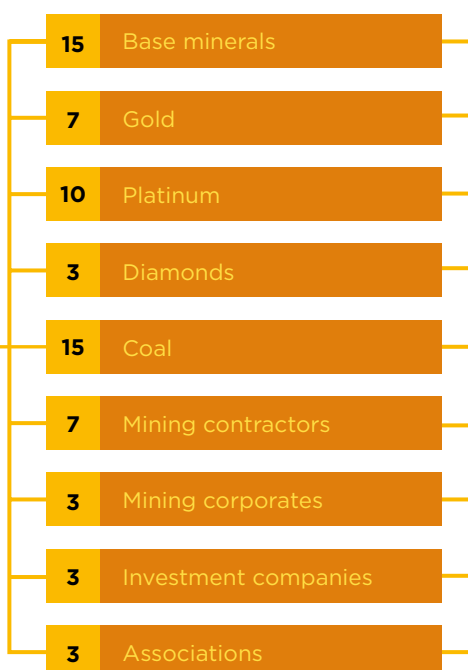 15 Base minerals
7 Gold
10 Platinum
3 Diamonds
15 Coal
7 Mining contractors
3 Mining corporates
3 Investment companies
3 Associations